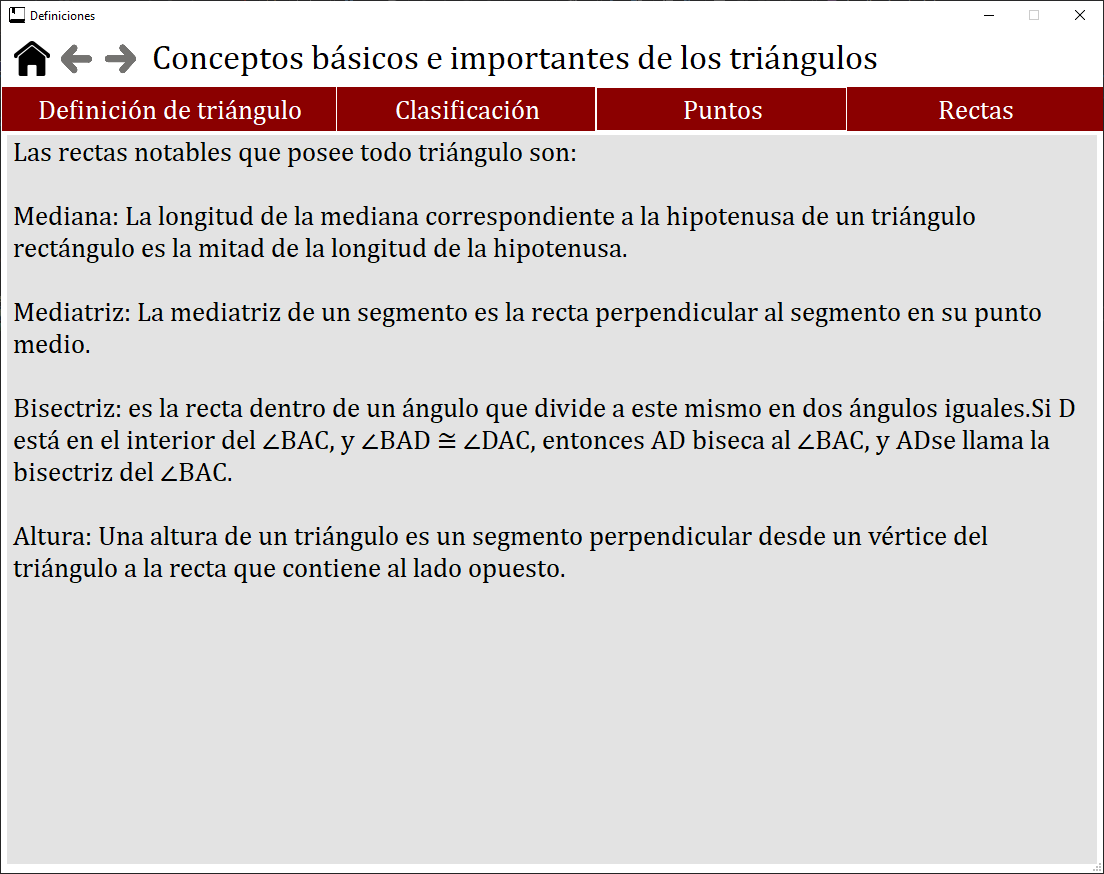 Definiciones
Conceptos básicos e importantes de los triángulos
Definición de triángulo
Clasificación
Puntos
Rectas
Las rectas notables que posee todo triángulo son:
Mediana: La longitud de la mediana correspondiente a la hipotenusa de un triángulo
rectángulo es la mitad de la longitud de la hipotenusa.
Mediatriz: La mediatriz de un segmento es la recta perpendicular al segmento en su punto
medio.
Bisectriz: es la recta dentro de un ángulo que divide a este mismo en dos ángulos iguales.Si D
está en el interior del ∠BAC, y ∠BAD ≅ ∠DAC, entonces AD biseca al ∠BAC, y ADse llama la
bisectriz del ∠BAC.
Altura: Una altura de un triángulo es un segmento perpendicular desde un vértice del
triángulo a la recta que contiene al lado opuesto.